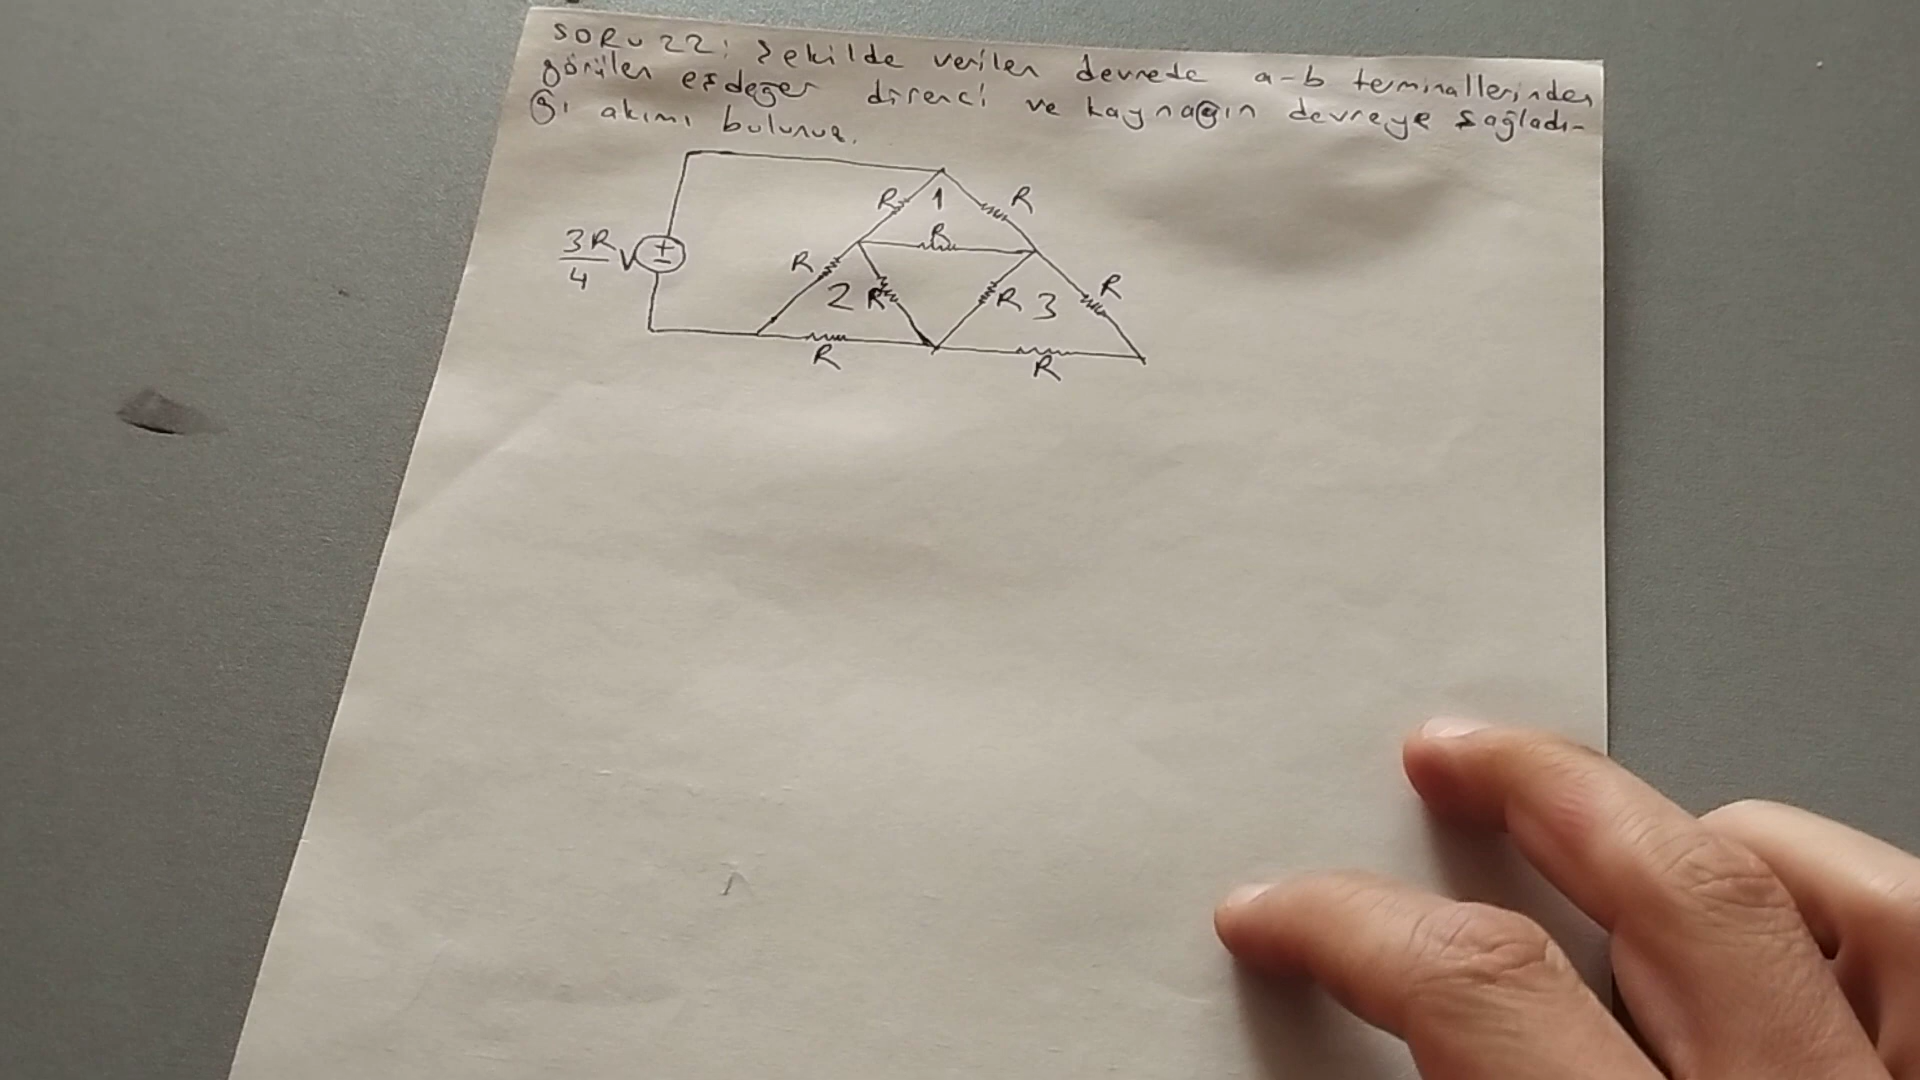 SORU 22: Şekilde verilen devrede a-b terminallerinden
görülen eşdeğer direnci ve kaynağın devreye sağladı-
ğı akımı bulunuz.
R 1 R
3R/4 V + - R R
R 2 R R 3
R R